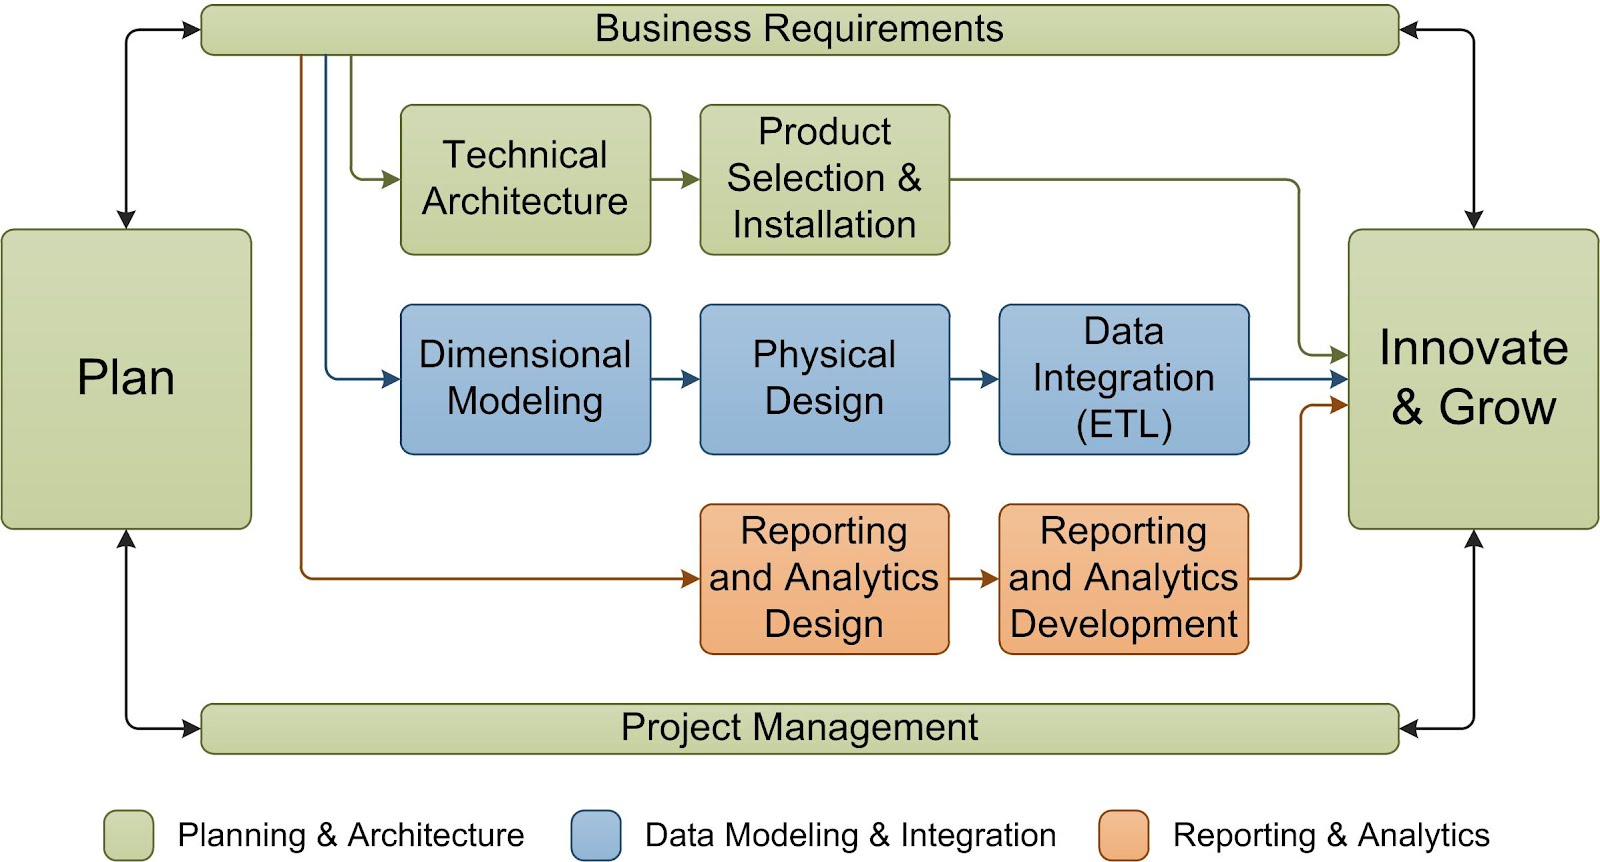 Business Requirements
Technical
Architecture
Product
Selection &
Installation
Plan
Dimensional
Modeling
Physical
Design
Data
Integration
(ETL)
Innovate
& Grow
Reporting
and Analytics
Design
Reporting
and Analytics
Development
Project Management
Planning & Architecture
Data Modeling & Integration
Reporting & Analytics